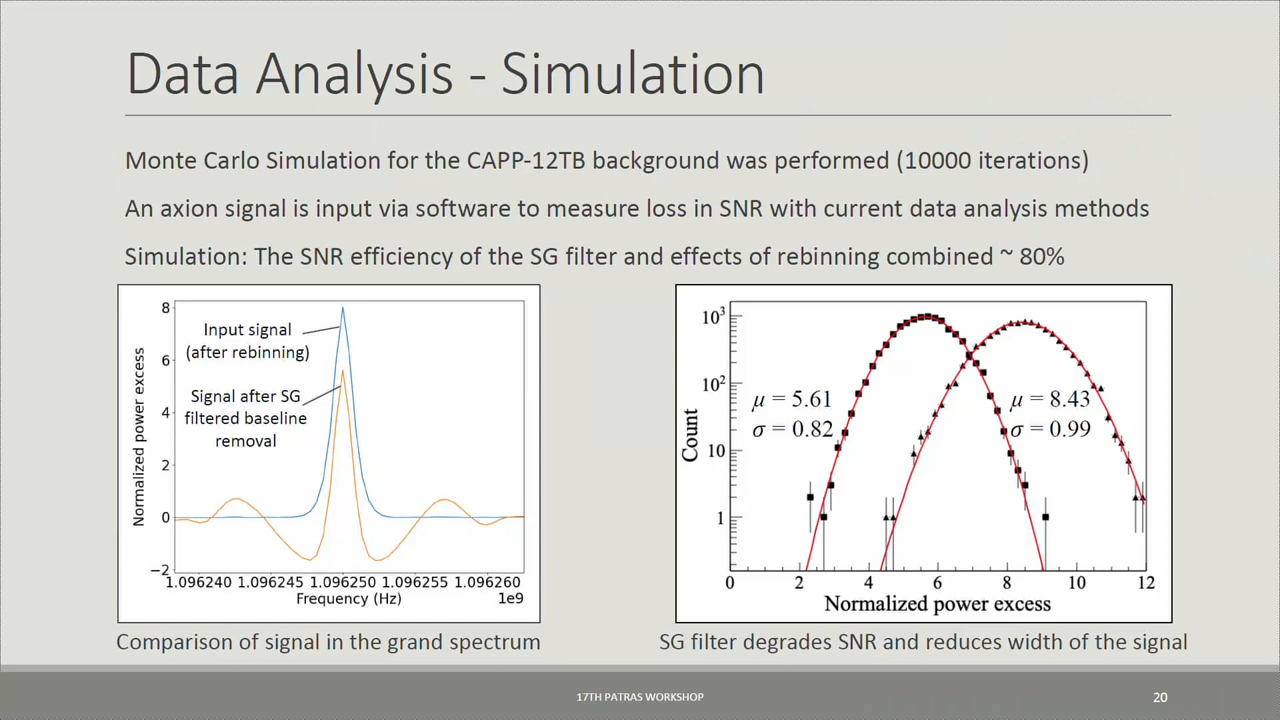 Data Analysis - Simulation
Monte Carlo Simulation for the CAPP-12TB background was performed (10000 iterations)
An axion signal is input via software to measure loss in SNR with current data analysis methods
Simulation: The SNR efficiency of the SG filter and effects of rebinning combined ~ 80%
8
6
4
2
0
−2
Normalized power excess
Input signal
(after rebinning)
Signal after SG
filtered baseline
removal
1.096240 1.096245 1.096250 1.096255 1.096260
Frequency (Hz)
1e9
Comparison of signal in the grand spectrum
10³
10²
10
1
Count
μ = 5.61
σ = 0.82
μ = 8.43
σ = 0.99
0 2 4 6 8 10 12
Normalized power excess
SG filter degrades SNR and reduces width of the signal
17TH PATRAS WORKSHOP
20